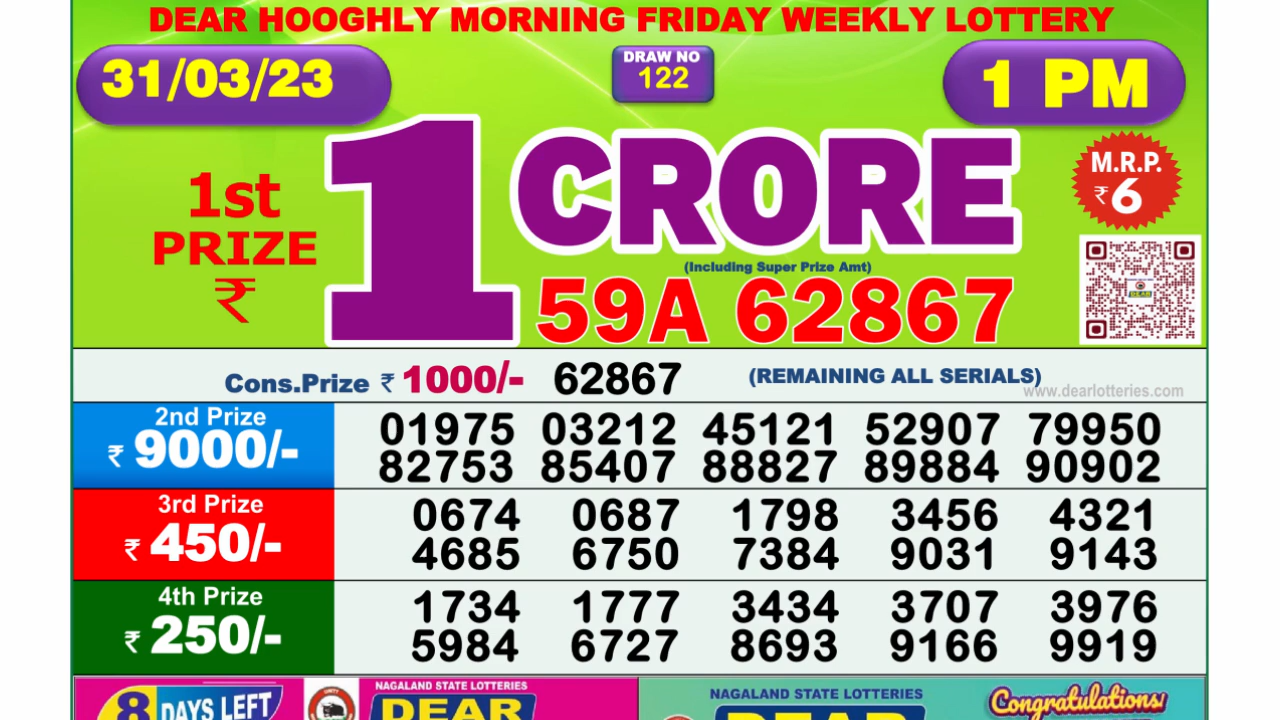 DEAR HOOGHLY MORNING FRIDAY WEEKLY LOTTERY
31/03/23
DRAW NO
122
1 PM
1st
PRIZE
₹
1 CRORE
M.R.P.
₹ 6
(Including Super Prize Amt)
59A 62867
DEAR
Cons.Prize ₹ 1000/- 62867 (REMAINING ALL SERIALS)
www.dearlotteries.com
2nd Prize
₹ 9000/-
01975 03212 45121 52907 79950
82753 85407 88827 89884 90902
3rd Prize
₹ 450/-
0674 0687 1798 3456 4321
4685 6750 7384 9031 9143
4th Prize
₹ 250/-
1734 1777 3434 3707 3976
5984 6727 8693 9166 9919
8 DAYS LEFT
NAGALAND STATE LOTTERIES
DEAR
NAGALAND STATE LOTTERIES
DEAR
Congratulations!